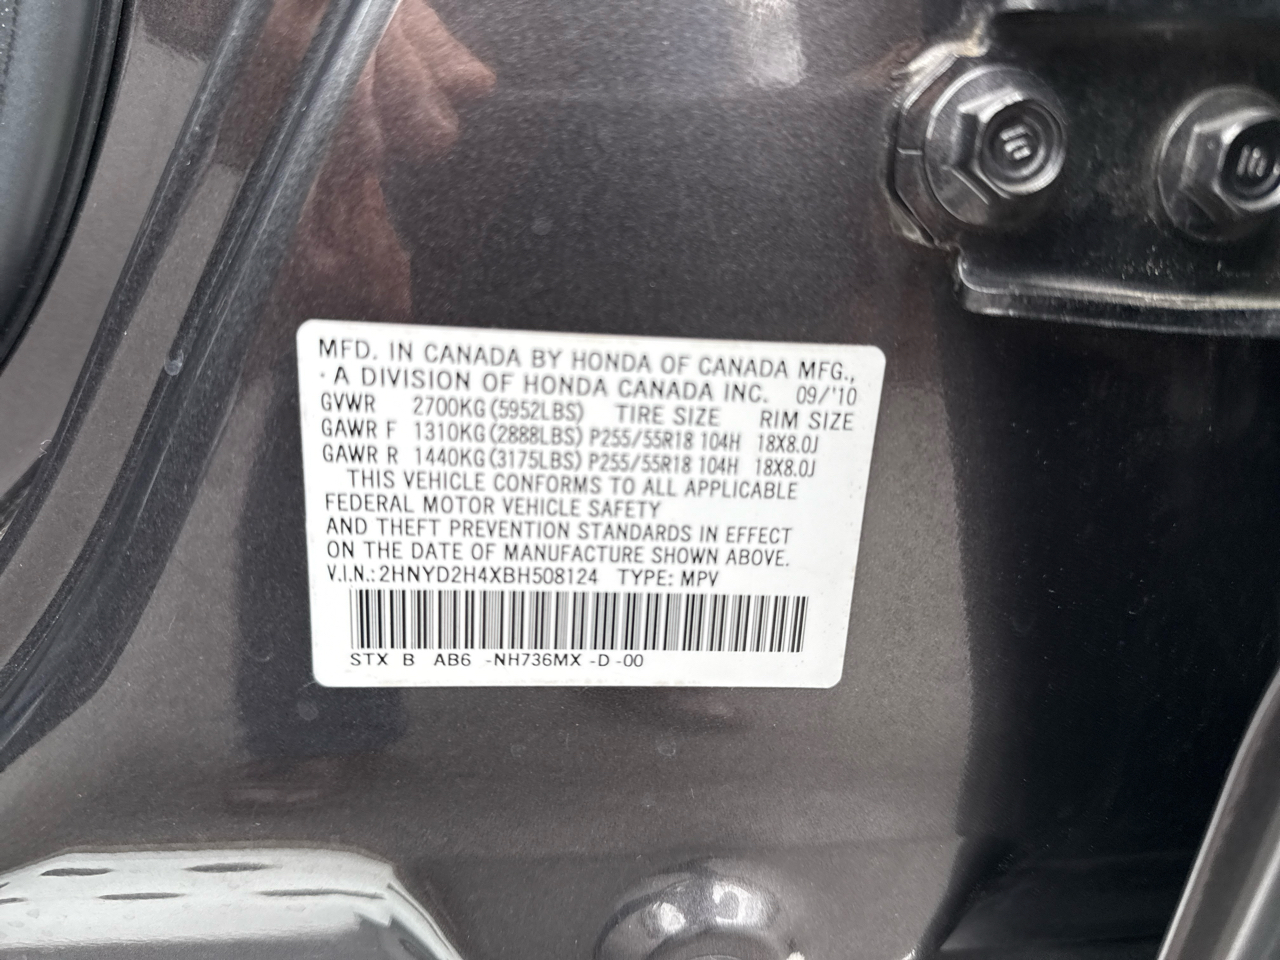 MFD. IN CANADA BY HONDA OF CANADA MFG.,
· A DIVISION OF HONDA CANADA INC. 09/'10
GVWR 2700KG (5952LBS) TIRE SIZE RIM SIZE
GAWR F 1310KG (2888LBS) P255/55R18 104H 18X8.0J
GAWR R 1440KG (3175LBS) P255/55R18 104H 18X8.0J
THIS VEHICLE CONFORMS TO ALL APPLICABLE
FEDERAL MOTOR VEHICLE SAFETY
AND THEFT PREVENTION STANDARDS IN EFFECT
ON THE DATE OF MANUFACTURE SHOWN ABOVE.
V.I.N.: 2HNYD2H4XBH508124 TYPE: MPV
STX B AB6 -NH736MX -D -00